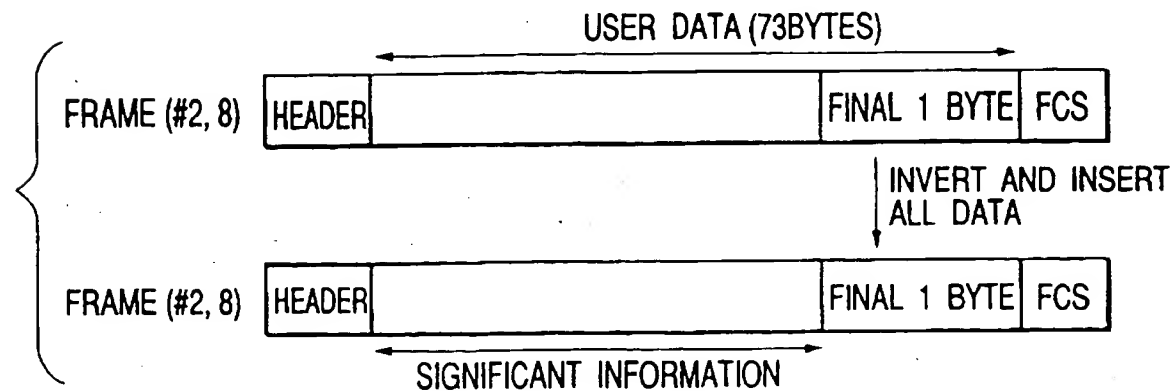 USER DATA (73BYTES)
FRAME (#2, 8) HEADER FINAL 1 BYTE FCS
INVERT AND INSERT
ALL DATA
FRAME (#2, 8) HEADER FINAL 1 BYTE FCS
SIGNIFICANT INFORMATION